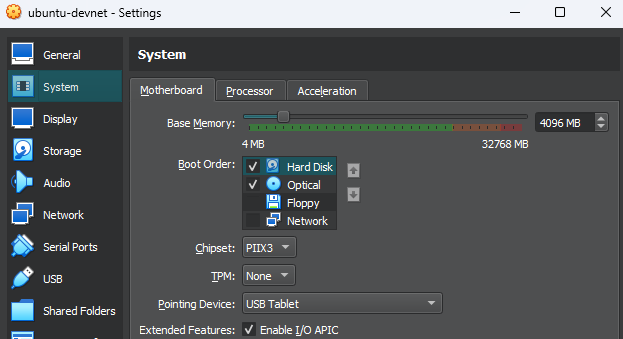 ubuntu-devnet - Settings
General
System
Display
Storage
Audio
Network
Serial Ports
USB
Shared Folders
System
Motherboard Processor Acceleration
Base Memory: 4096 MB
4 MB 32768 MB
Boot Order: Hard Disk
Optical
Floppy
Network
Chipset: PIIX3
TPM: None
Pointing Device: USB Tablet
Extended Features: Enable I/O APIC